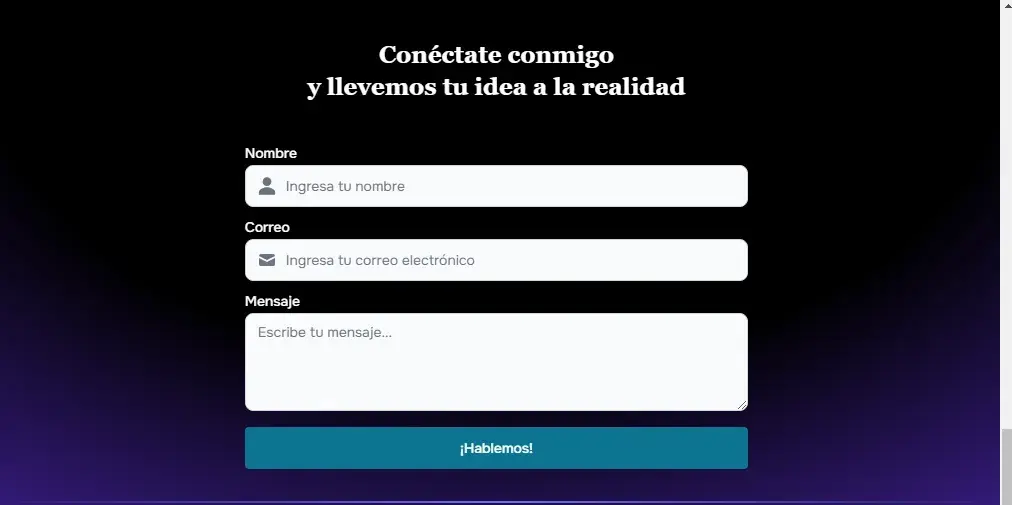 Conéctate conmigo
y llevemos tu idea a la realidad
Nombre
Ingresa tu nombre
Correo
Ingresa tu correo electrónico
Mensaje
Escribe tu mensaje...
¡Hablemos!